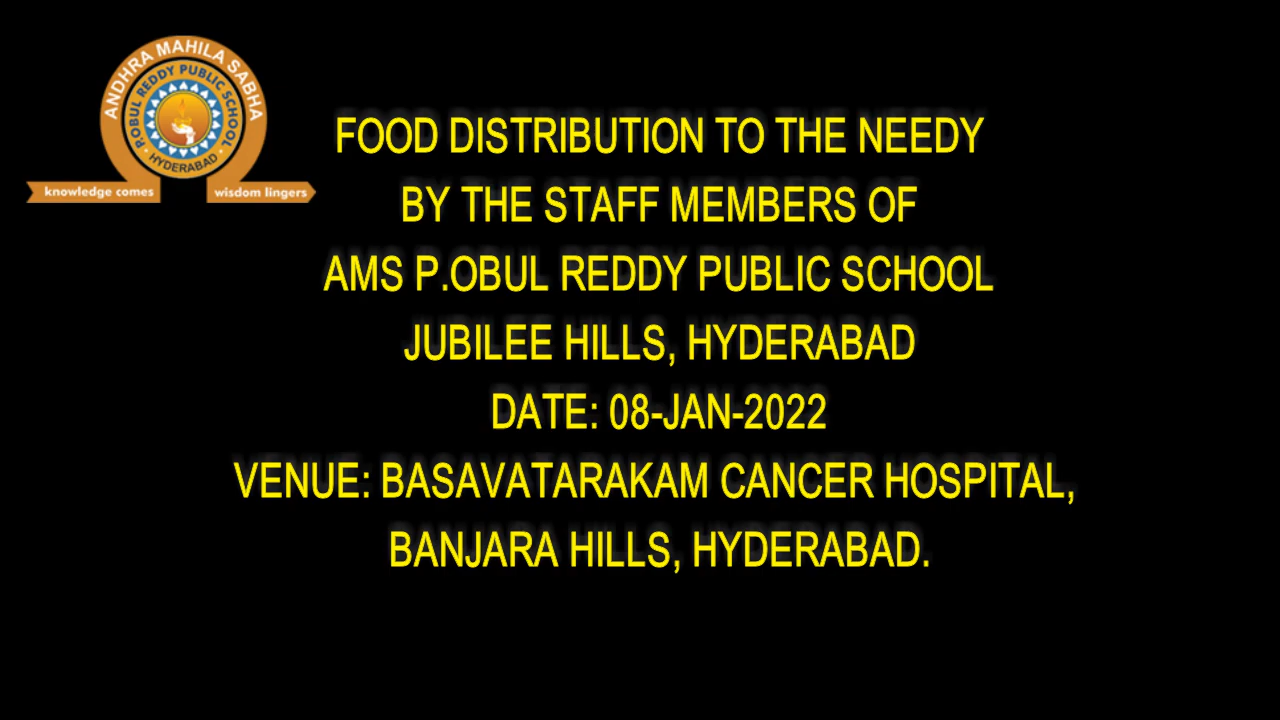 ANDHRA MAHILA SABHA
P.OBUL REDDY PUBLIC SCHOOL
• HYDERABAD •
knowledge comes
wisdom lingers
FOOD DISTRIBUTION TO THE NEEDY
BY THE STAFF MEMBERS OF
AMS P.OBUL REDDY PUBLIC SCHOOL
JUBILEE HILLS, HYDERABAD
DATE: 08-JAN-2022
VENUE: BASAVATARAKAM CANCER HOSPITAL,
BANJARA HILLS, HYDERABAD.